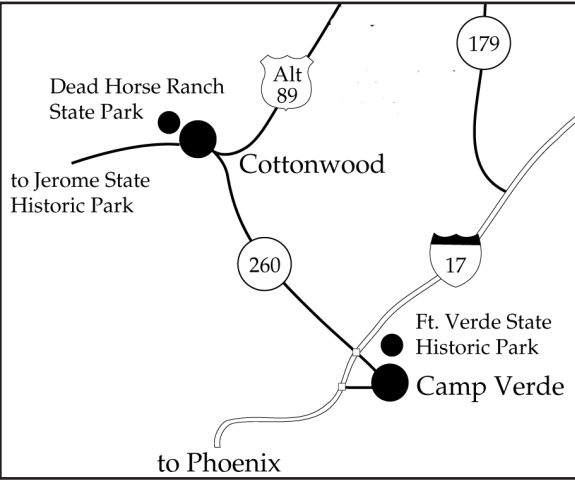 179
Alt
89
Dead Horse Ranch
State Park
Cottonwood
to Jerome State
Historic Park
260
17
Ft. Verde State
Historic Park
Camp Verde
to Phoenix